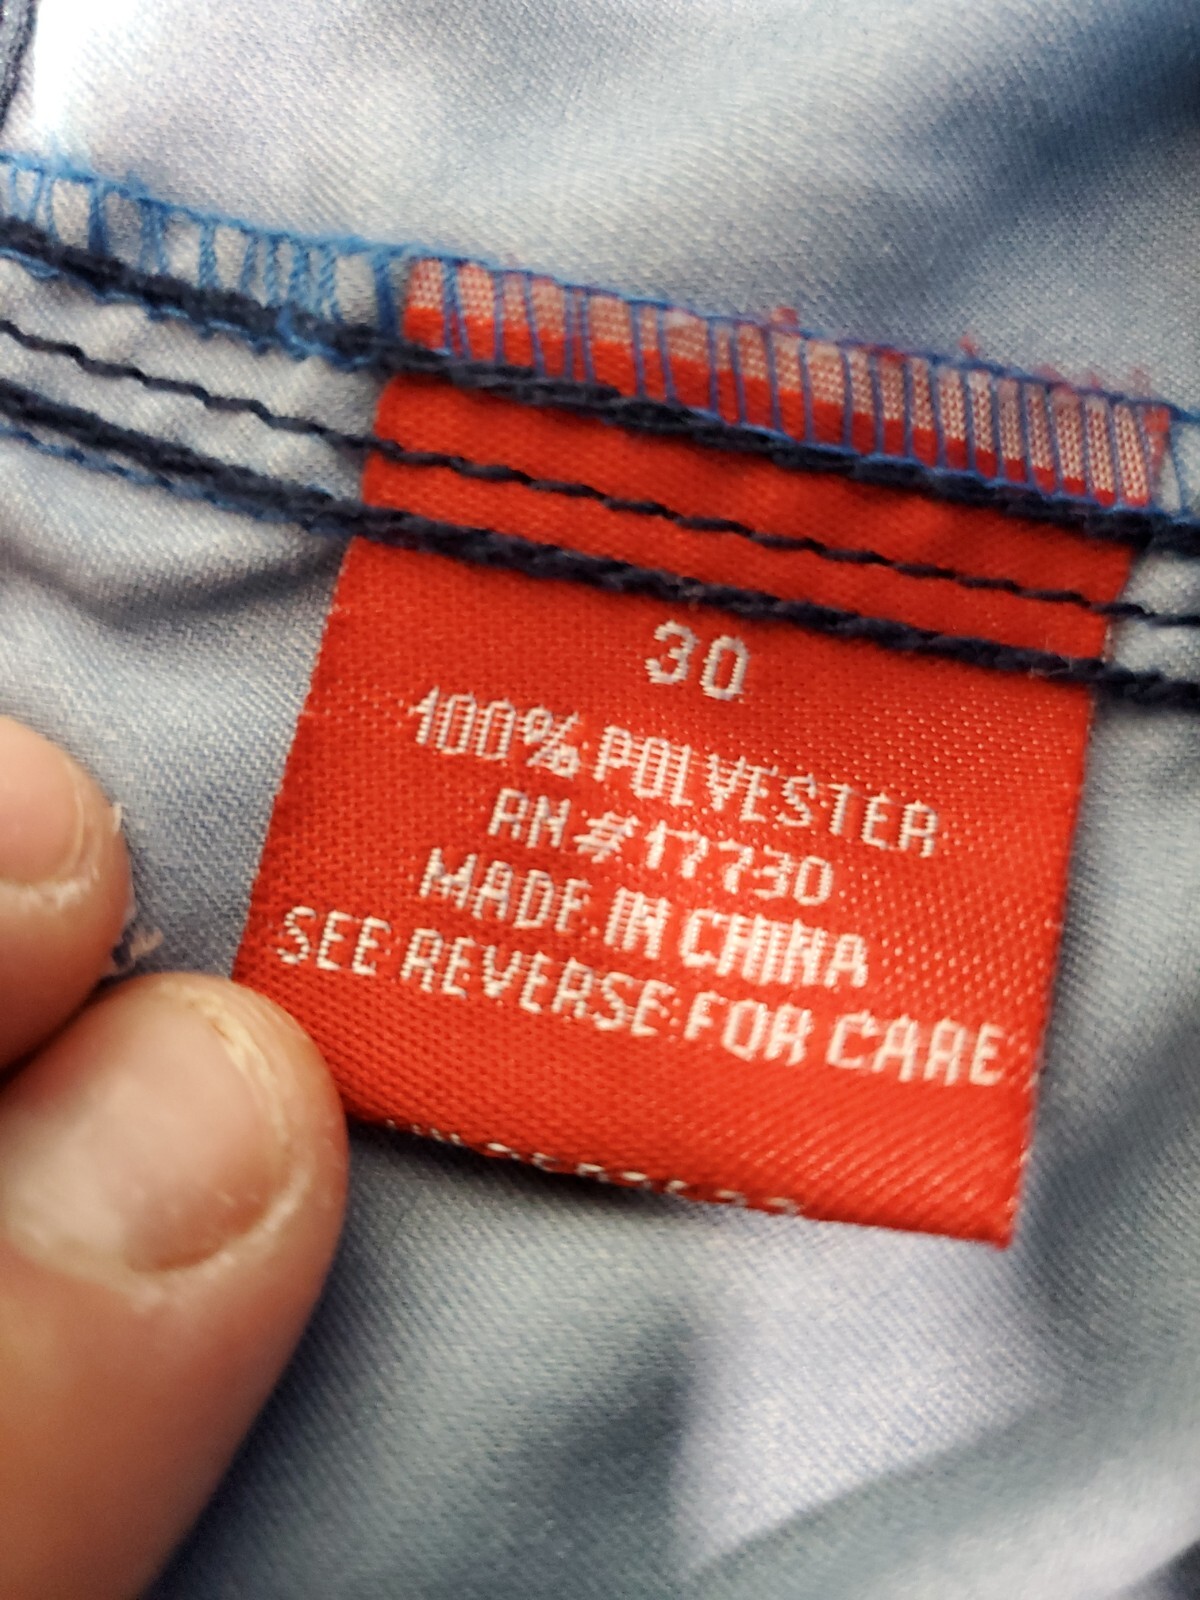 30
100% POLYESTER
RN # 17730
MADE IN CHINA
SEE REVERSE FOR CARE